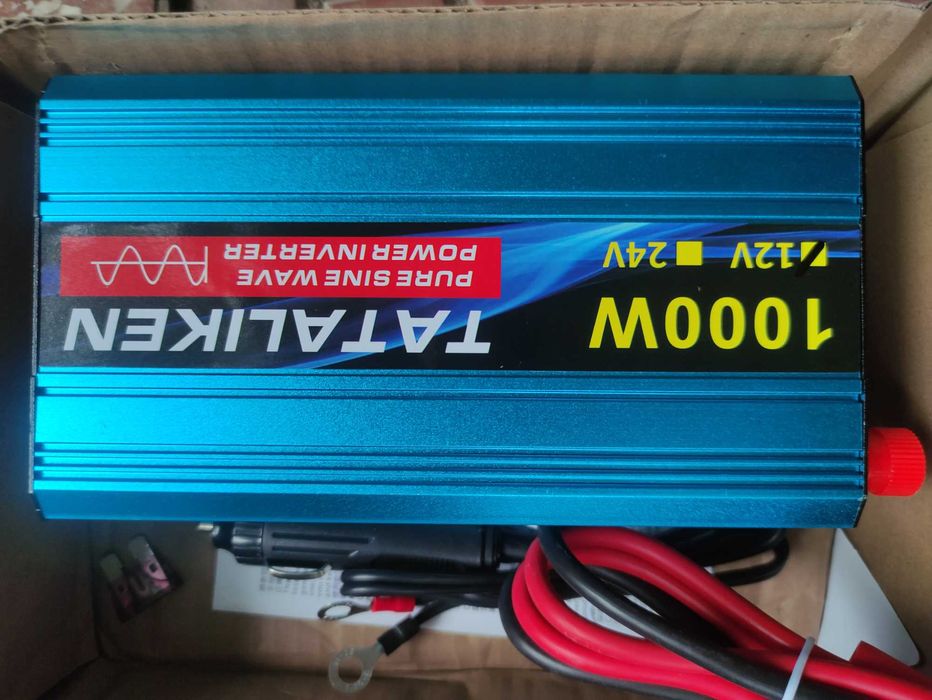 1000W
12V 24V
TATALIKEN
PURE SINE WAVE
POWER INVERTER